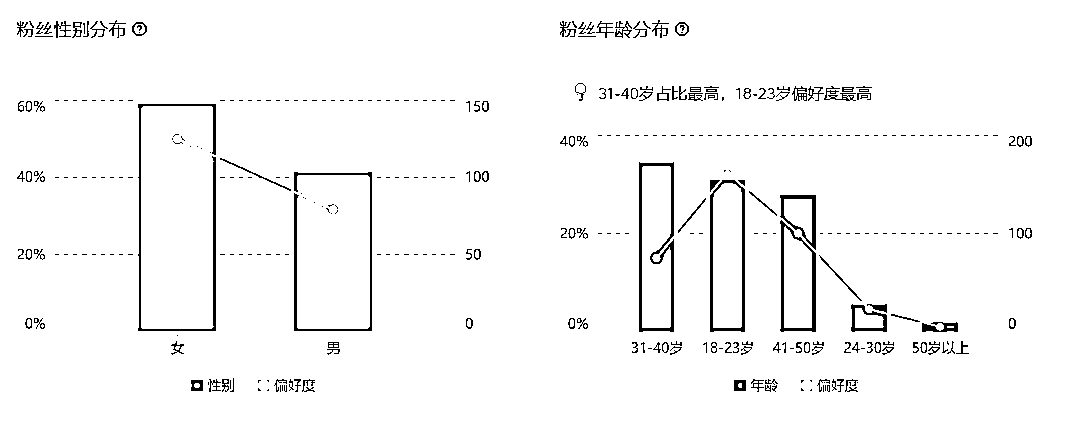 粉丝性别分布 ?
60%
40%
20%
0%
150
100
50
0
女 男
性别 偏好度
粉丝年龄分布 ?
31-40岁占比最高，18-23岁偏好度最高
40%
20%
0%
200
100
0
31-40岁 18-23岁 41-50岁 24-30岁 50岁以上
年龄 偏好度